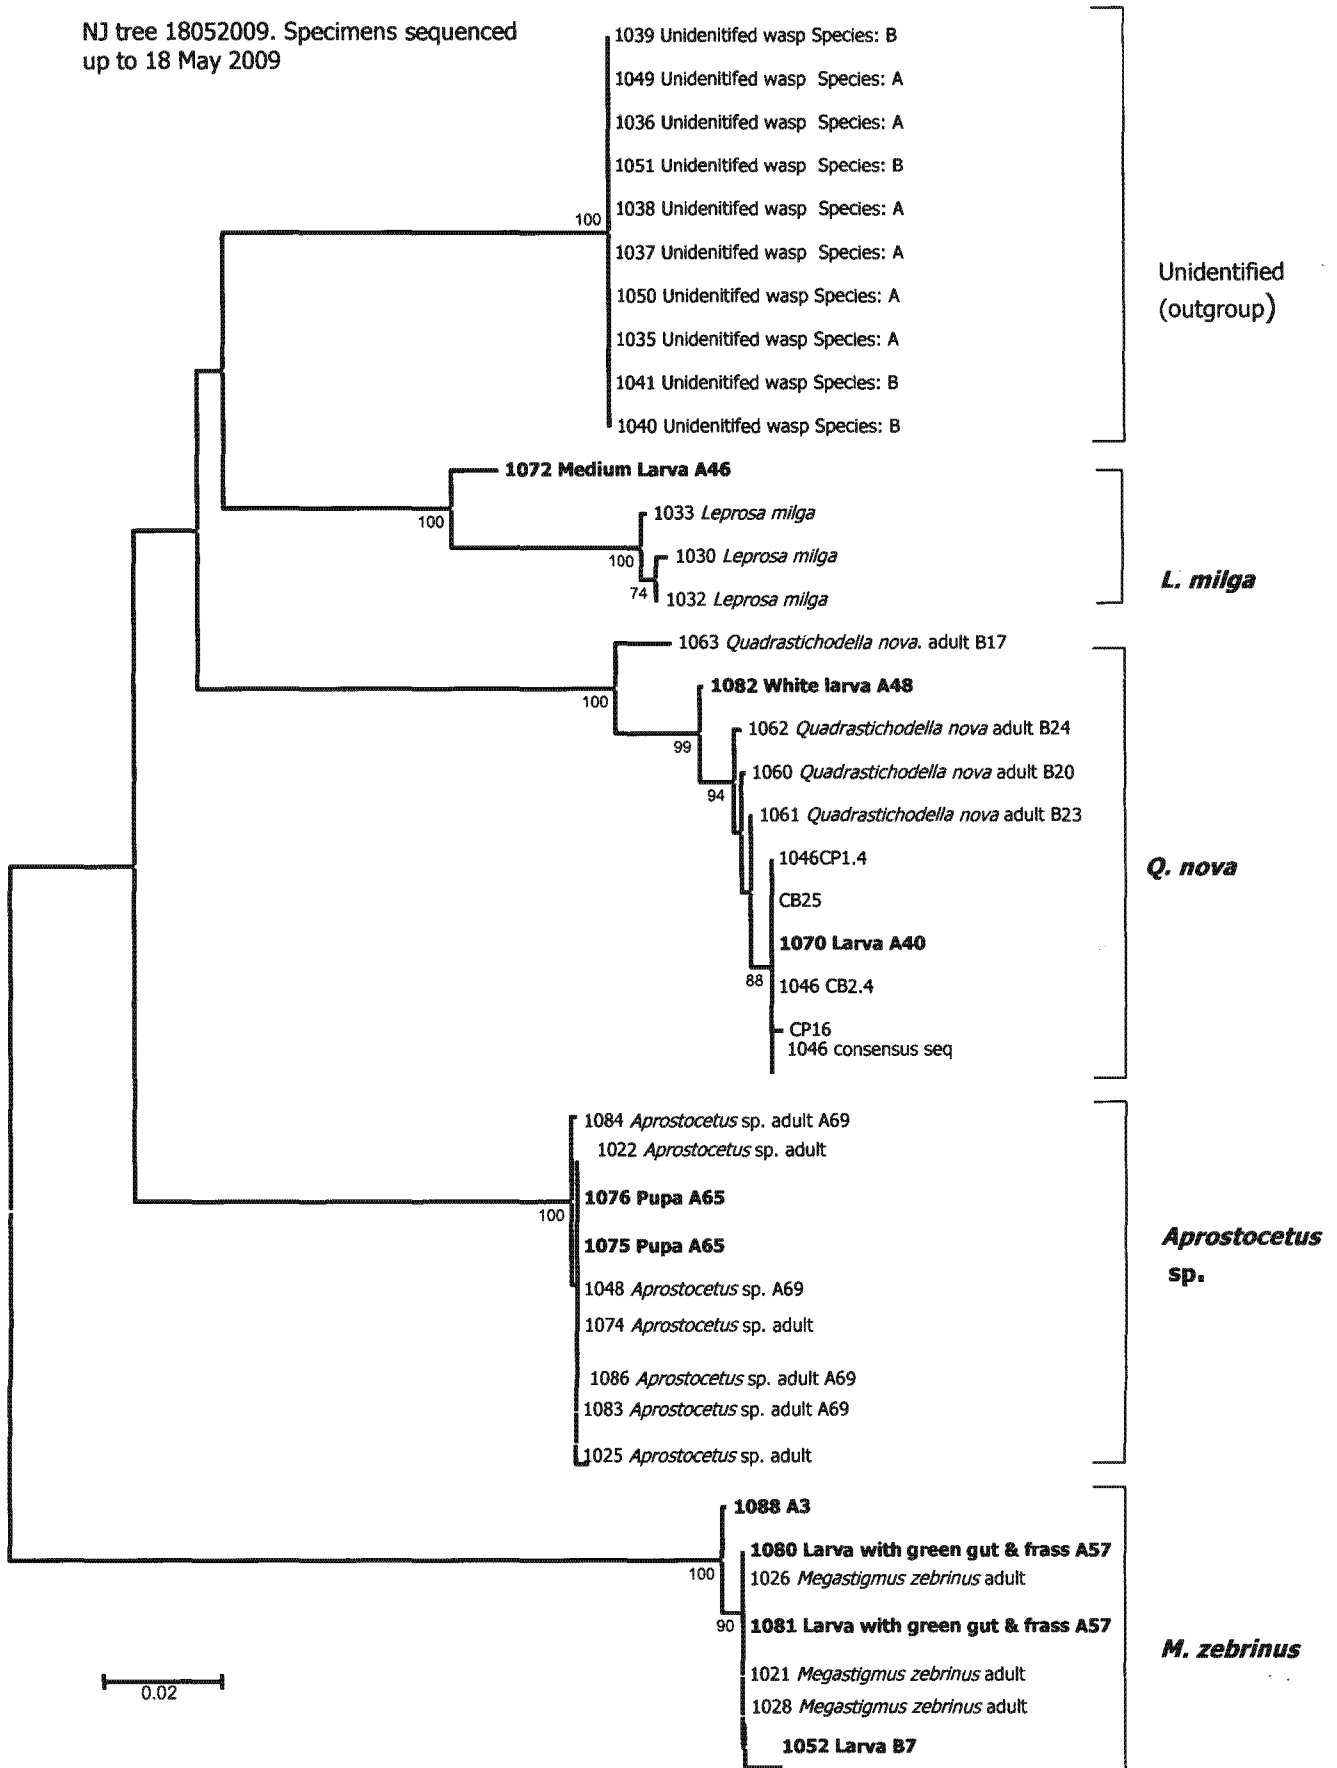 NJ tree 18052009. Specimens sequenced
up to 18 May 2009
1039 Unidenitifed wasp Species: B
1049 Unidenitifed wasp Species: A
1036 Unidenitifed wasp Species: A
1051 Unidenitifed wasp Species: B
1038 Unidenitifed wasp Species: A
100
1037 Unidenitifed wasp Species: A
1050 Unidenitifed wasp Species: A
1035 Unidenitifed wasp Species: A
1041 Unidenitifed wasp Species: B
1040 Unidenitifed wasp Species: B
Unidentified
(outgroup)
1072 Medium Larva A46
100
1033 Leprosa milga
100
1030 Leprosa milga
74
1032 Leprosa milga
L. milga
1063 Quadrastichodella nova. adult B17
100
1082 White larva A48
99
1062 Quadrastichodella nova adult B24
94
1060 Quadrastichodella nova adult B20
1061 Quadrastichodella nova adult B23
1046CP1.4
CB25
1070 Larva A40
88
1046 CB2.4
CP16
1046 consensus seq
Q. nova
1084 Aprostocetus sp. adult A69
1022 Aprostocetus sp. adult
1076 Pupa A65
100
1075 Pupa A65
1048 Aprostocetus sp. A69
1074 Aprostocetus sp. adult
1086 Aprostocetus sp. adult A69
1083 Aprostocetus sp. adult A69
1025 Aprostocetus sp. adult
Aprostocetus
sp.
1088 A3
100
1080 Larva with green gut & frass A57
1026 Megastigmus zebrinus adult
90
1081 Larva with green gut & frass A57
1021 Megastigmus zebrinus adult
1028 Megastigmus zebrinus adult
1052 Larva B7
M. zebrinus
0.02